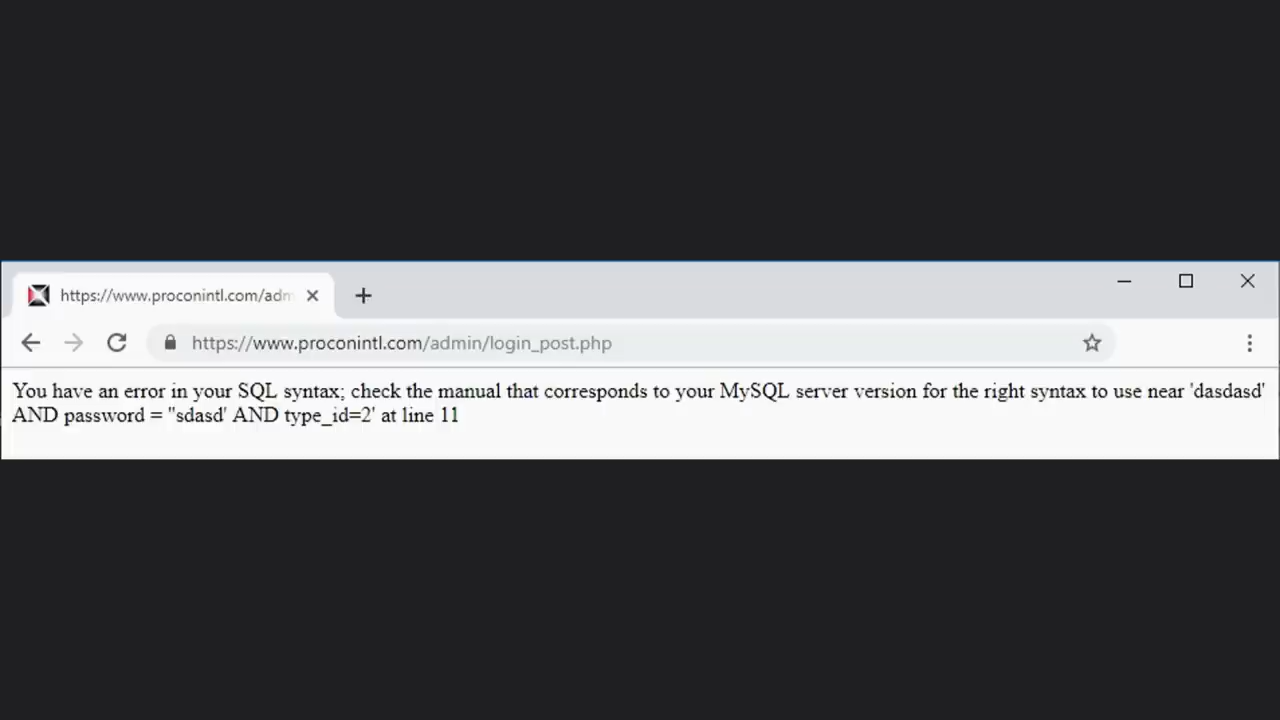 https://www.proconintl.com/adm
https://www.proconintl.com/admin/login_post.php
You have an error in your SQL syntax; check the manual that corresponds to your MySQL server version for the right syntax to use near 'dasdasd'
AND password = ''sdasd' AND type_id=2' at line 11